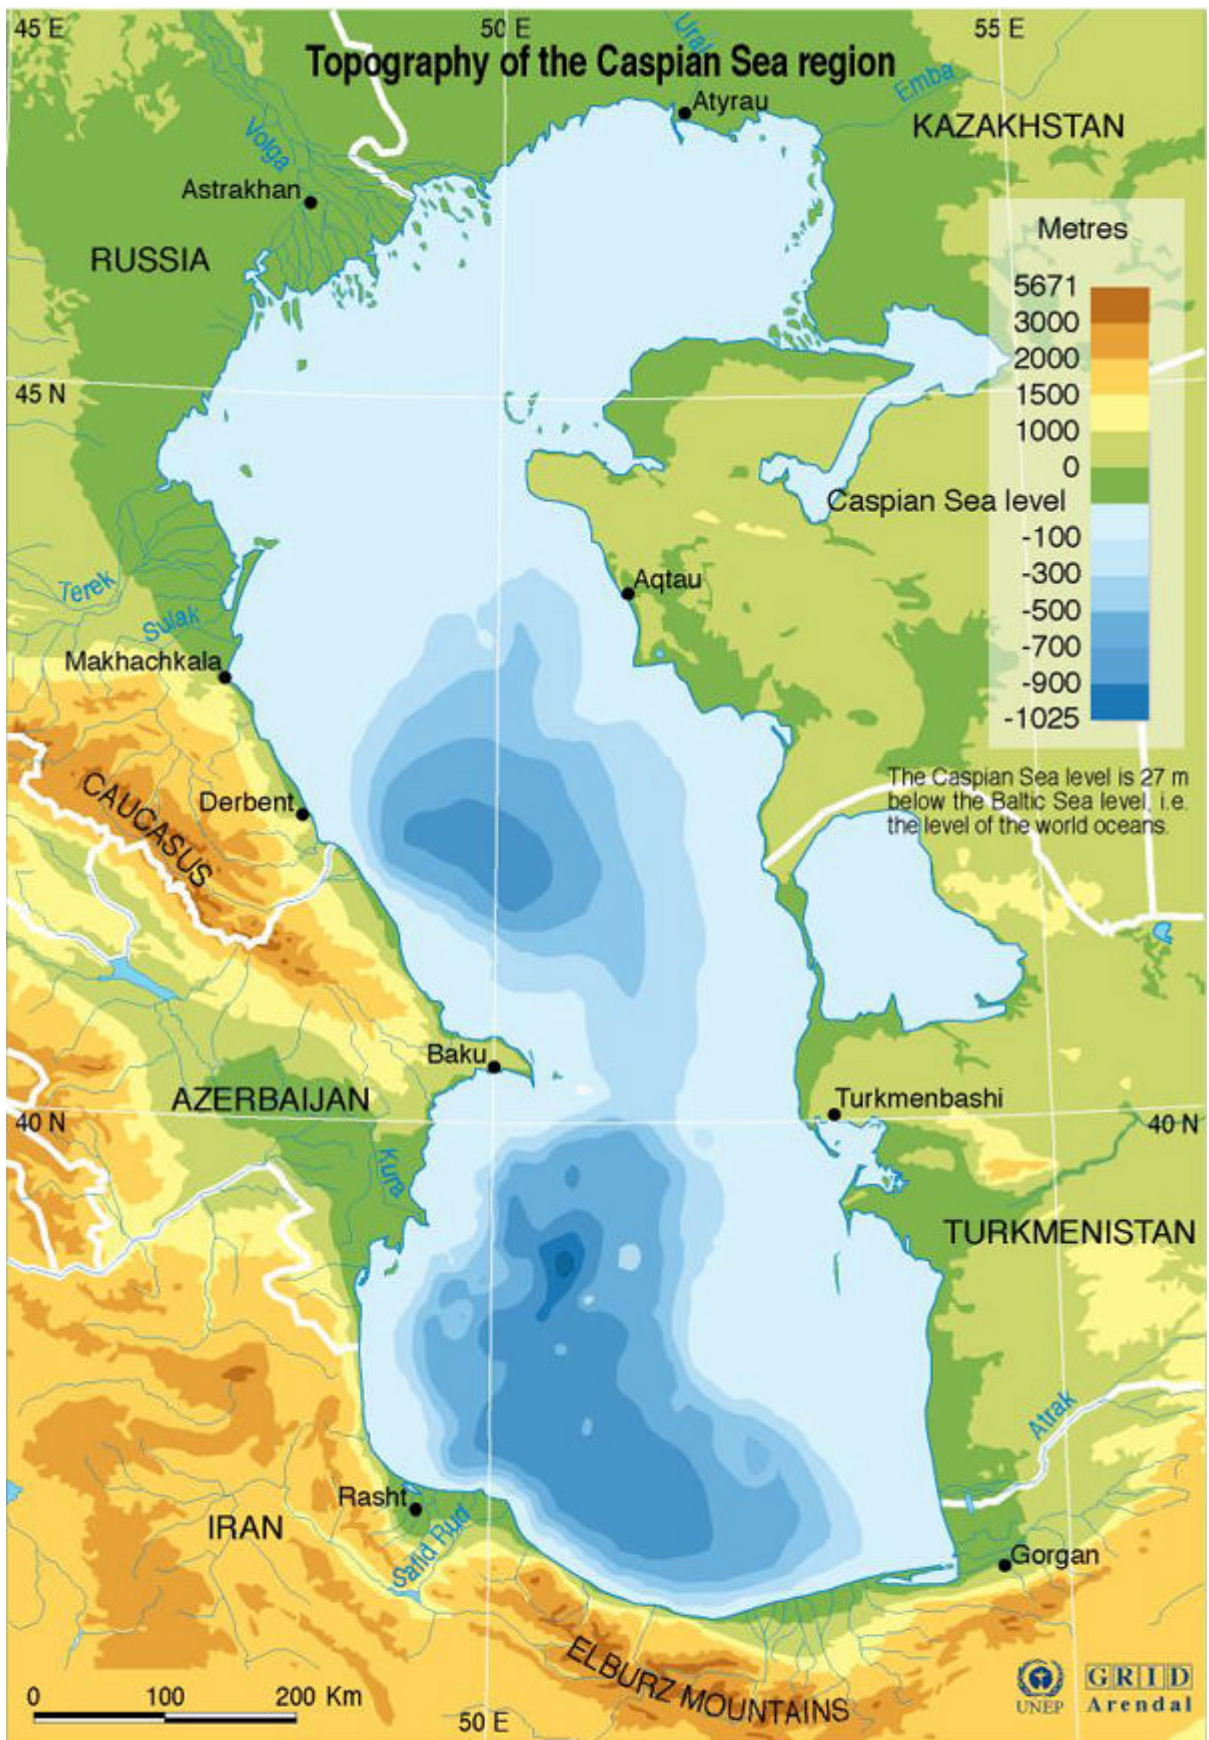 45 E
50 E
55 E
Ural
Topography of the Caspian Sea region
Emba
Atyrau
KAZAKHSTAN
Volga
Astrakhan
RUSSIA
Metres
5671
3000
2000
1500
1000
0
Caspian Sea level
-100
-300
-500
-700
-900
-1025
45 N
Aqtau
Terek
Sulak
Makhachkala
The Caspian Sea level is 27 m
below the Baltic Sea level, i.e.
the level of the world oceans.
CAUCASUS
Derbent
Baku
AZERBAIJAN
Turkmenbashi
40 N
40 N
Kura
TURKMENISTAN
Atrak
Rasht
IRAN
Safid Rud
Gorgan
ELBURZ MOUNTAINS
0 100 200 Km
50 E
UNEP
GRID
Arendal